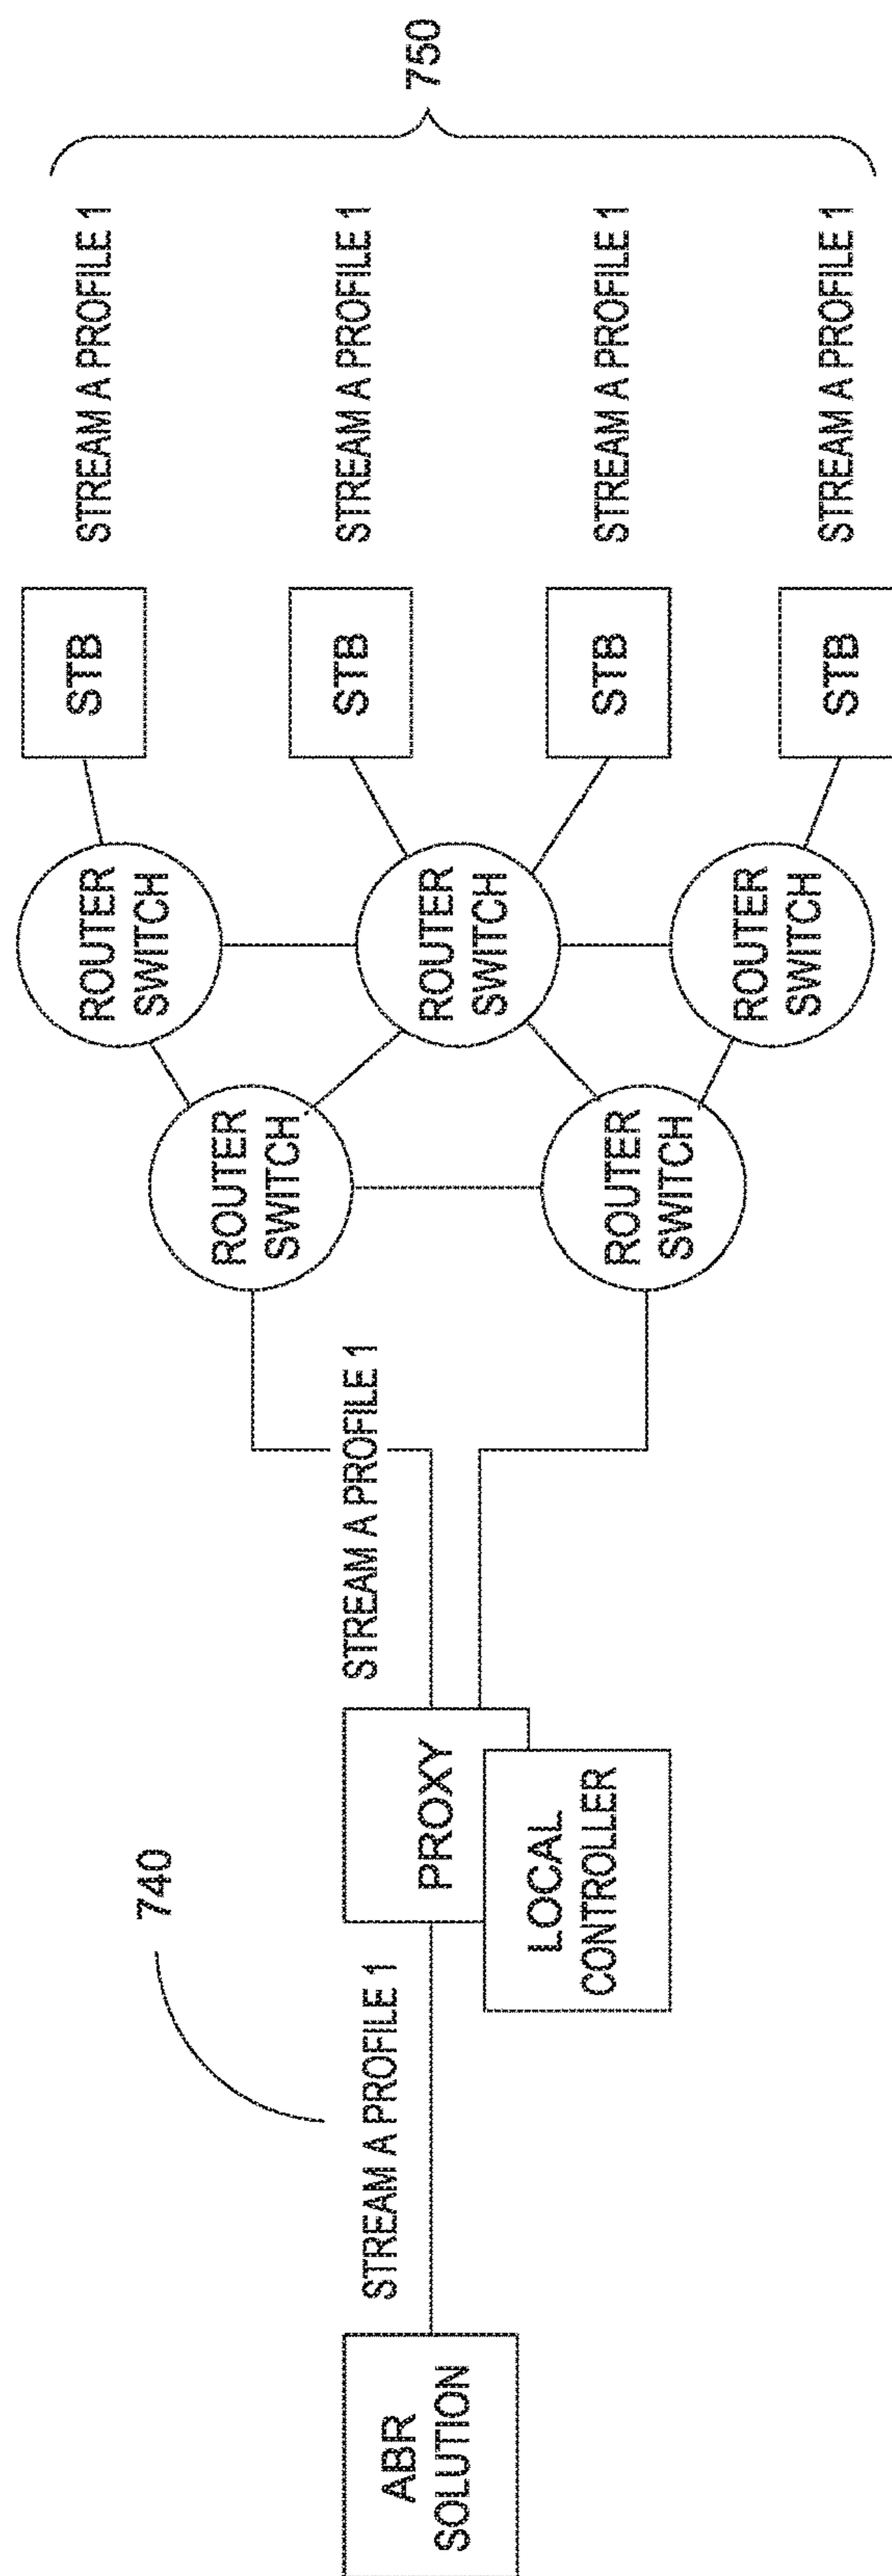 ABR
SOLUTION
STREAM A PROFILE 1
740
PROXY
LOCAL
CONTROLLER
STREAM A PROFILE 1
ROUTER
SWITCH
ROUTER
SWITCH
ROUTER
SWITCH
ROUTER
SWITCH
ROUTER
SWITCH
STB
STREAM A PROFILE 1
STB
STREAM A PROFILE 1
STB
STREAM A PROFILE 1
STB
STREAM A PROFILE 1
750